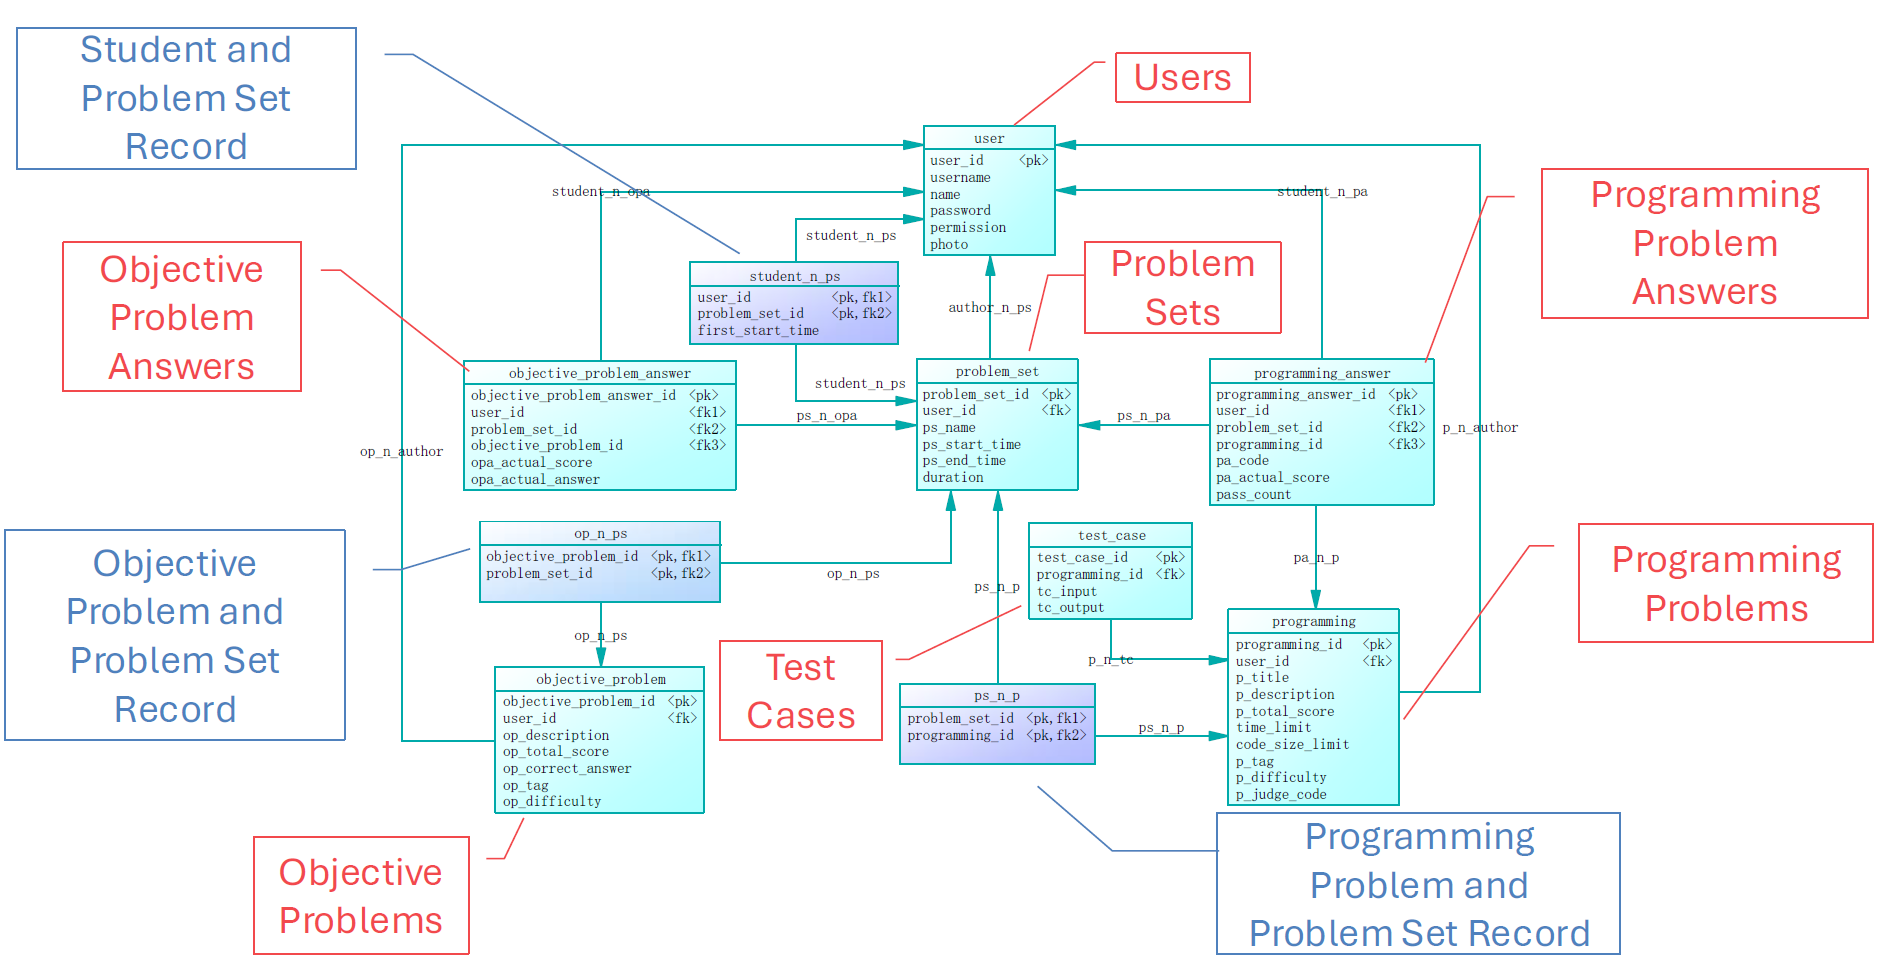 Student and
Problem Set
Record
Users
user
user_id <pk>
username
name
password
permission
photo
student_n_opa
student_n_pa
student_n_ps
Programming
Problem
Answers
Objective
Problem
Answers
Problem
Sets
student_n_ps
user_id <pk,fk1>
problem_set_id <pk,fk2>
first_start_time
author_n_ps
student_n_ps
objective_problem_answer
objective_problem_answer_id <pk>
user_id <fk1>
problem_set_id <fk2>
objective_problem_id <fk3>
opa_actual_score
opa_actual_answer
ps_n_opa
problem_set
problem_set_id <pk>
user_id <fk>
ps_name
ps_start_time
ps_end_time
duration
ps_n_pa
programming_answer
programming_answer_id <pk>
user_id <fk1>
problem_set_id <fk2>
programming_id <fk3>
pa_code
pa_actual_score
pass_count
p_n_author
op_n_author
Objective
Problem and
Problem Set
Record
op_n_ps
objective_problem_id <pk,fk1>
problem_set_id <pk,fk2>
op_n_ps
op_n_ps
ps_n_p
test_case
test_case_id <pk>
programming_id <fk>
tc_input
tc_output
pa_n_p
Programming
Problems
p_n_tc
Test
Cases
objective_problem
objective_problem_id <pk>
user_id <fk>
op_description
op_total_score
op_correct_answer
op_tag
op_difficulty
ps_n_p
problem_set_id <pk,fk1>
programming_id <pk,fk2>
ps_n_p
programming
programming_id <pk>
user_id <fk>
p_title
p_description
p_total_score
time_limit
code_size_limit
p_tag
p_difficulty
p_judge_code
Objective
Problems
Programming
Problem and
Problem Set Record